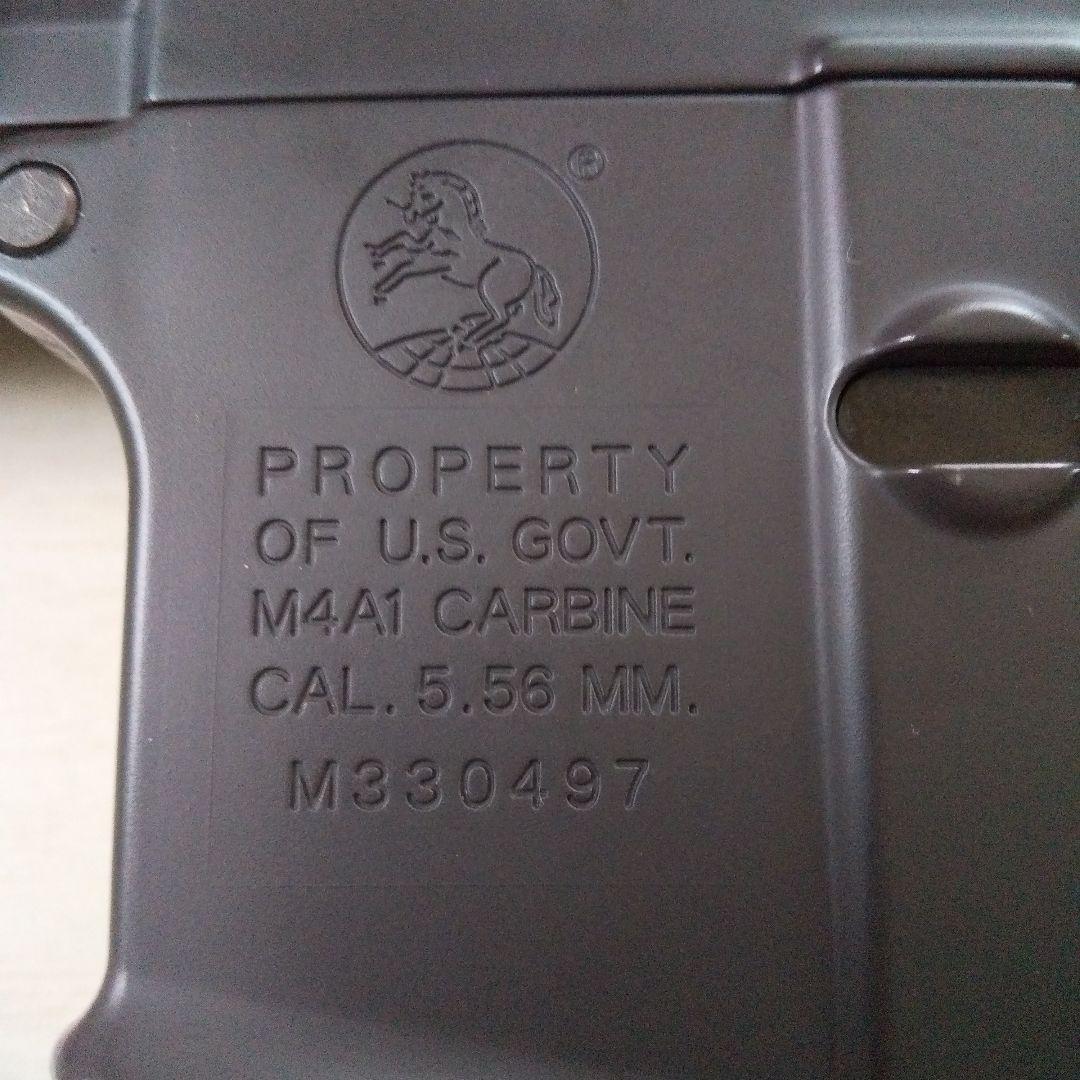 ®
PROPERTY
OF U.S. GOVT.
M4A1 CARBINE
CAL. 5.56 MM.
M330497